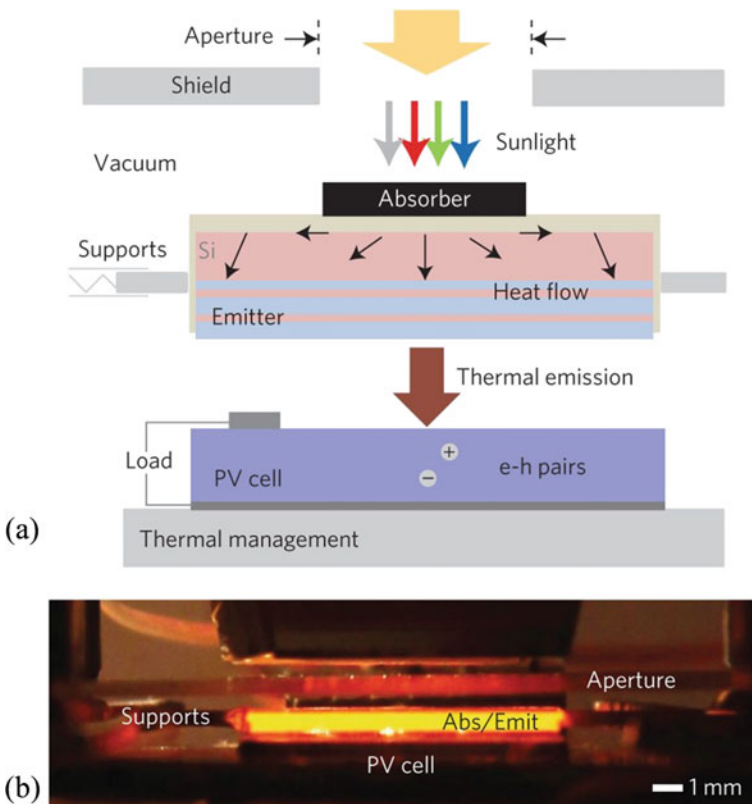 Aperture
Shield
Sunlight
Vacuum
Absorber
Supports
Si
Heat flow
Emitter
Thermal emission
Load
+
e-h pairs
PV cell
−
(a)
Thermal management
Aperture
Supports
Abs/Emit
PV cell
(b)
1 mm